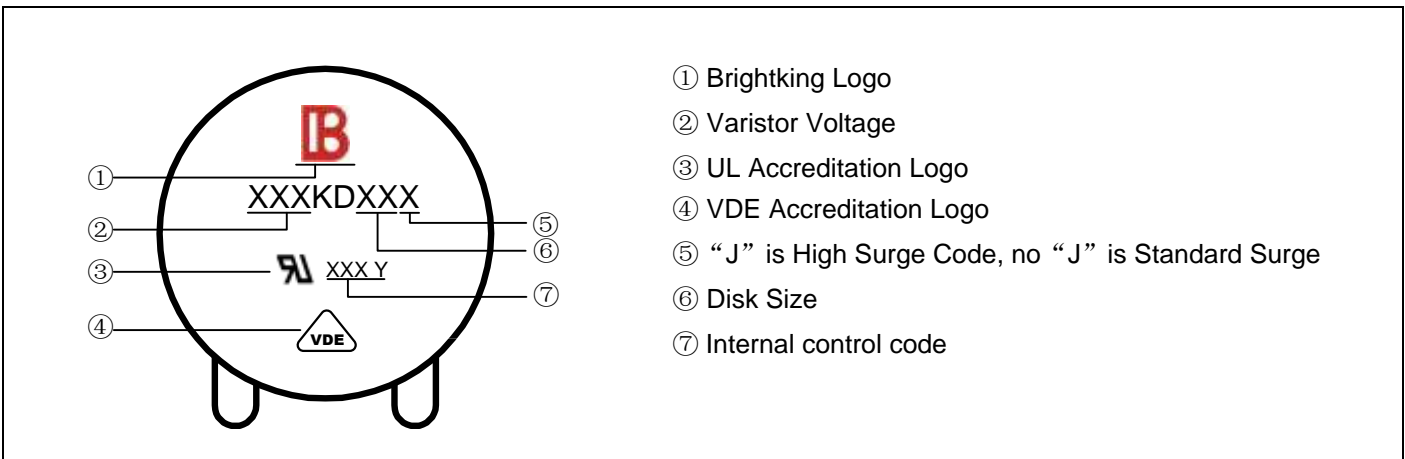 B
①
XXXKDXXX
②
⑤
⑥
③ RU XXX Y
⑦
④ VDE
① Brightking Logo
② Varistor Voltage
③ UL Accreditation Logo
④ VDE Accreditation Logo
⑤ “J” is High Surge Code, no “J” is Standard Surge
⑥ Disk Size
⑦ Internal control code